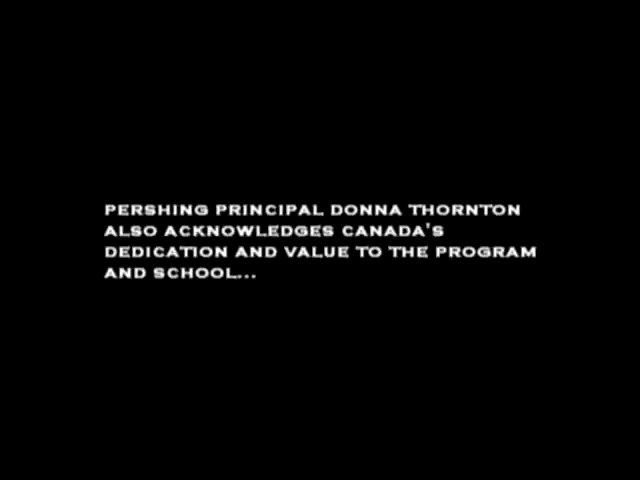 PERSHING PRINCIPAL DONNA THORNTON
ALSO ACKNOWLEDGES CANADA'S
DEDICATION AND VALUE TO THE PROGRAM
AND SCHOOL...